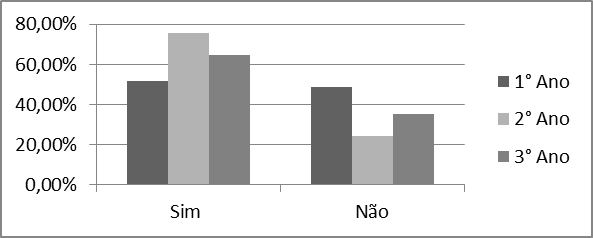 80,00%
60,00%
40,00%
20,00%
0,00%
Sim
Não
1° Ano
2° Ano
3° Ano